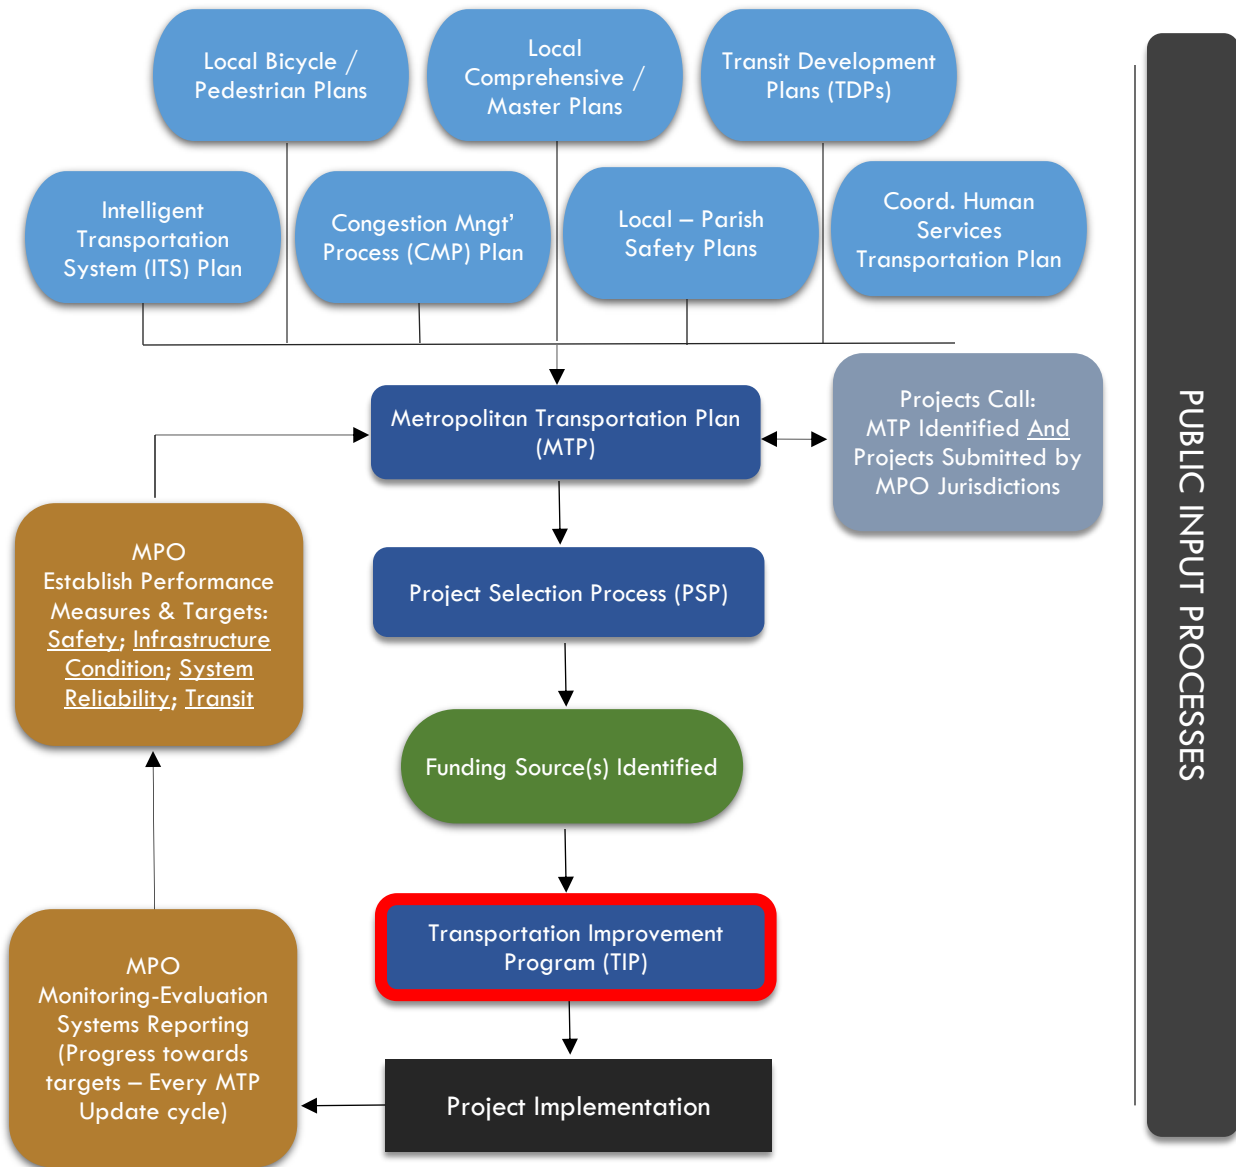 Local Bicycle /
Pedestrian Plans
Local
Comprehensive /
Master Plans
Transit Development
Plans (TDPs)
Intelligent
Transportation
System (ITS) Plan
Congestion Mngt'
Process (CMP) Plan
Local – Parish
Safety Plans
Coord. Human
Services
Transportation Plan
Metropolitan Transportation Plan
(MTP)
Projects Call:
MTP Identified And
Projects Submitted by
MPO Jurisdictions
Project Selection Process (PSP)
MPO
Establish Performance
Measures & Targets:
Safety; Infrastructure
Condition; System
Reliability; Transit
Funding Source(s) Identified
Transportation Improvement
Program (TIP)
MPO
Monitoring-Evaluation
Systems Reporting
(Progress towards
targets – Every MTP
Update cycle)
Project Implementation
PUBLIC INPUT PROCESSES